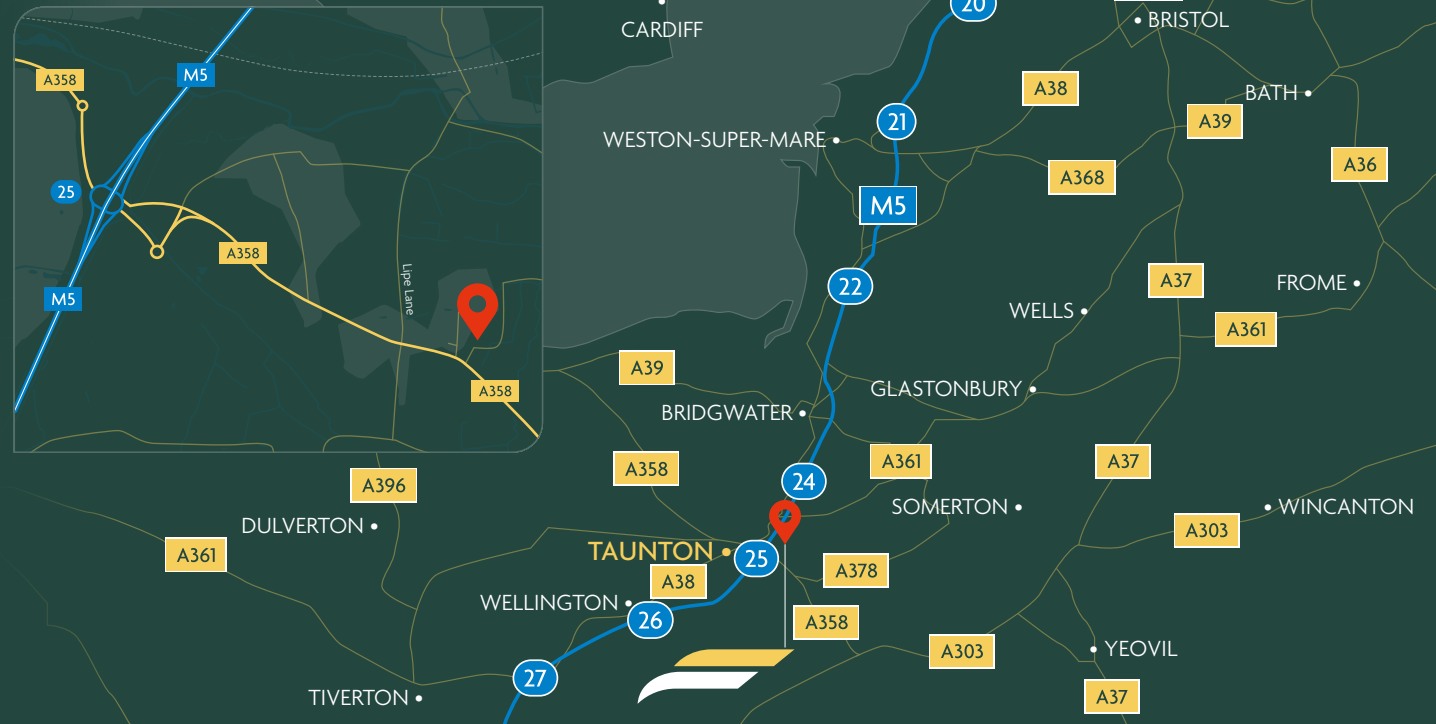 20
CARDIFF
BRISTOL
A358
M5
A38
BATH
A39
21
WESTON-SUPER-MARE
A36
A368
25
M5
A358
Lipe Lane
22
A37
FROME
M5
WELLS
A361
A39
A358
GLASTONBURY
BRIDGWATER
A358
A361
A37
24
A396
SOMERTON
WINCANTON
DULVERTON
A303
A361
TAUNTON
25
A378
A38
WELLINGTON
26
A358
A303
YEOVIL
27
TIVERTON
A37